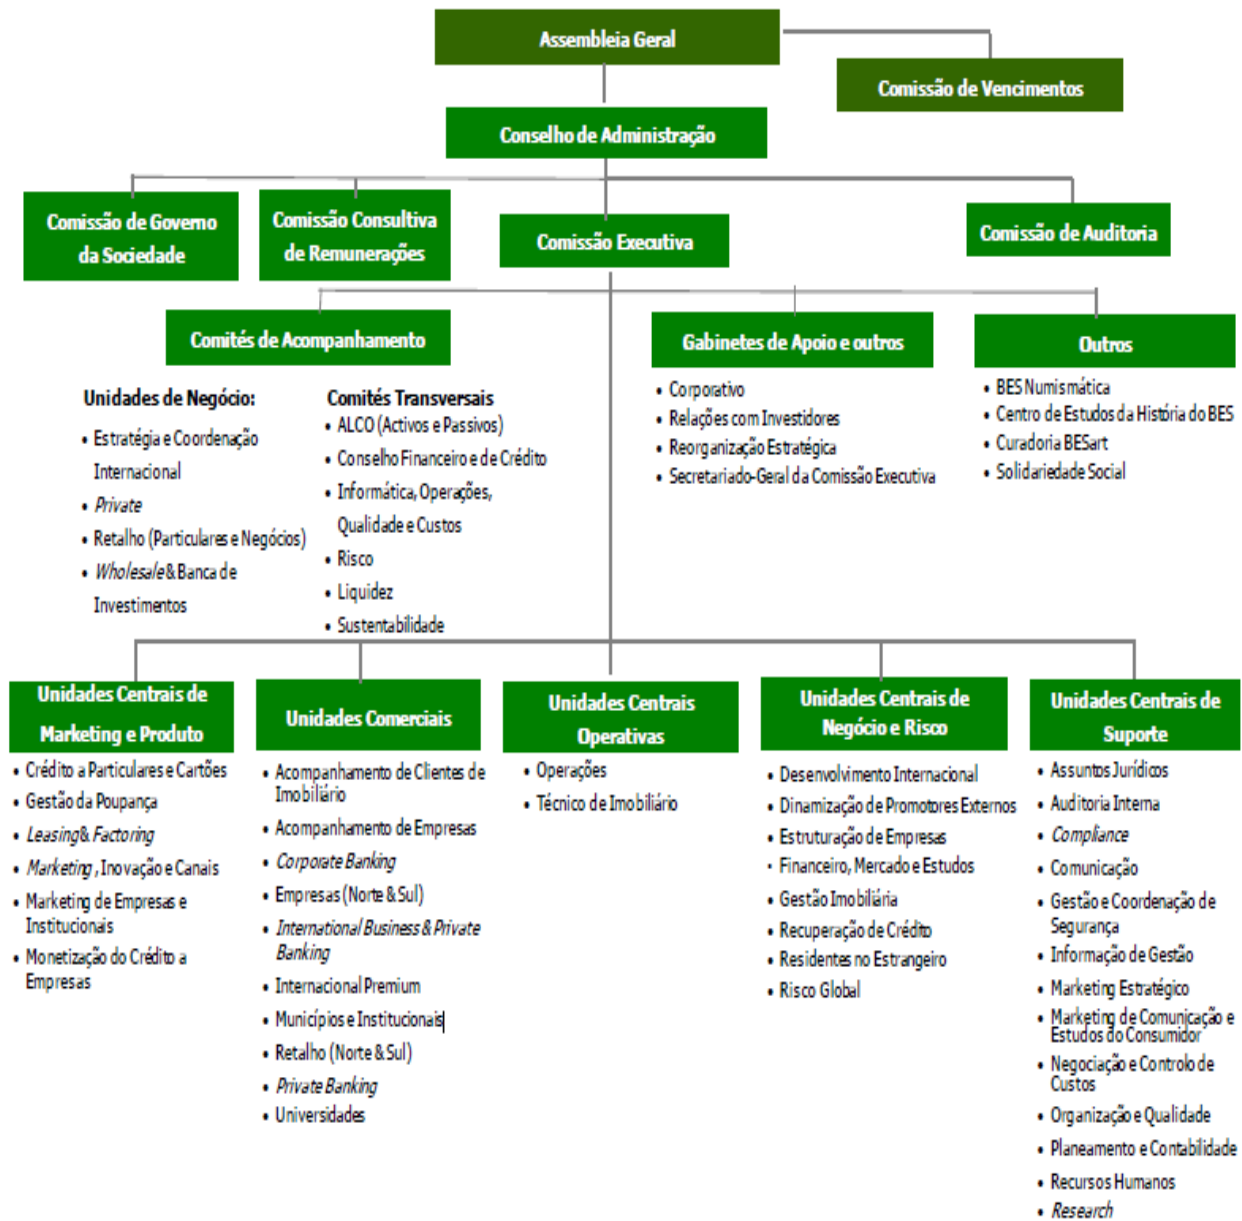 Assembleia Geral
Comissão de Vencimentos
Conselho de Administração
Comissão de Governo
da Sociedade
Comissão Consultiva
de Remunerações
Comissão Executiva
Comissão de Auditoria
Comités de Acompanhamento
Unidades de Negócio:
• Estratégia e Coordenação
Internacional
• Private
• Retalho (Particulares e Negócios)
• Wholesale & Banca de
Investimentos
Comités Transversais
• ALCO (Activos e Passivos)
• Conselho Financeiro e de Crédito
• Informática, Operações,
Qualidade e Custos
• Risco
• Liquidez
• Sustentabilidade
Gabinetes de Apoio e outros
• Corporativo
• Relações com Investidores
• Reorganização Estratégica
• Secretariado-Geral da Comissão Executiva
Outros
• BES Numismática
• Centro de Estudos da História do BES
• Curadoria BESart
• Solidariedade Social
Unidades Centrais de
Marketing e Produto
• Crédito a Particulares e Cartões
• Gestão da Poupança
• Leasing & Factoring
• Marketing , Inovação e Canais
• Marketing de Empresas e
Institucionais
• Monetização do Crédito a
Empresas
Unidades Comerciais
• Acompanhamento de Clientes de
Imobiliário
• Acompanhamento de Empresas
• Corporate Banking
• Empresas (Norte & Sul)
• International Business & Private
Banking
• Internacional Premium
• Municípios e Institucionais
• Retalho (Norte & Sul)
• Private Banking
• Universidades
Unidades Centrais
Operativas
• Operações
• Técnico de Imobiliário
Unidades Centrais de
Negócio e Risco
• Desenvolvimento Internacional
• Dinamização de Promotores Externos
• Estruturação de Empresas
• Financeiro, Mercado e Estudos
• Gestão Imobiliária
• Recuperação de Crédito
• Residentes no Estrangeiro
• Risco Global
Unidades Centrais de
Suporte
• Assuntos Jurídicos
• Auditoria Interna
• Compliance
• Comunicação
• Gestão e Coordenação de
Segurança
• Informação de Gestão
• Marketing Estratégico
• Marketing de Comunicação e
Estudos do Consumidor
• Negociação e Controlo de
Custos
• Organização e Qualidade
• Planeamento e Contabilidade
• Recursos Humanos
• Research